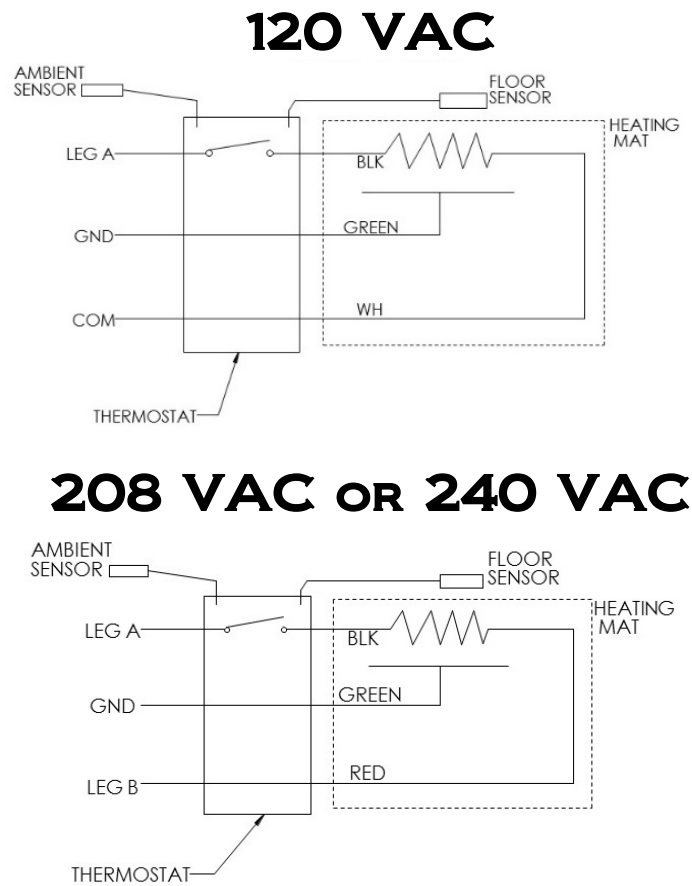 120 VAC
AMBIENT
SENSOR
FLOOR
SENSOR
HEATING
MAT
LEG A
BLK
GREEN
GND
WH
COM
THERMOSTAT
208 VAC OR 240 VAC
AMBIENT
SENSOR
FLOOR
SENSOR
HEATING
MAT
LEG A
BLK
GREEN
GND
RED
LEG B
THERMOSTAT